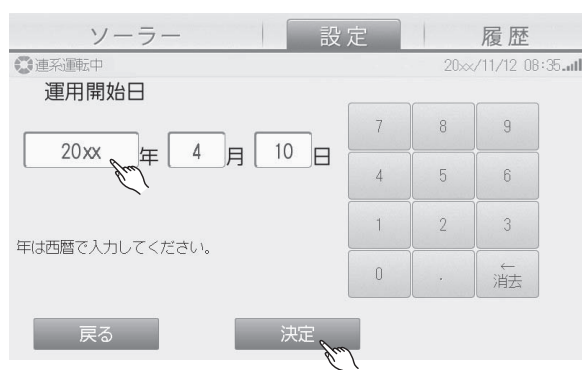 ソーラー 設定 履歴
連系運転中 20xx/11/12 08:35
運用開始日
20xx 年 4 月 10 日
年は西暦で入力してください。
7 8 9
4 5 6
1 2 3
0 . ←消去
戻る 決定